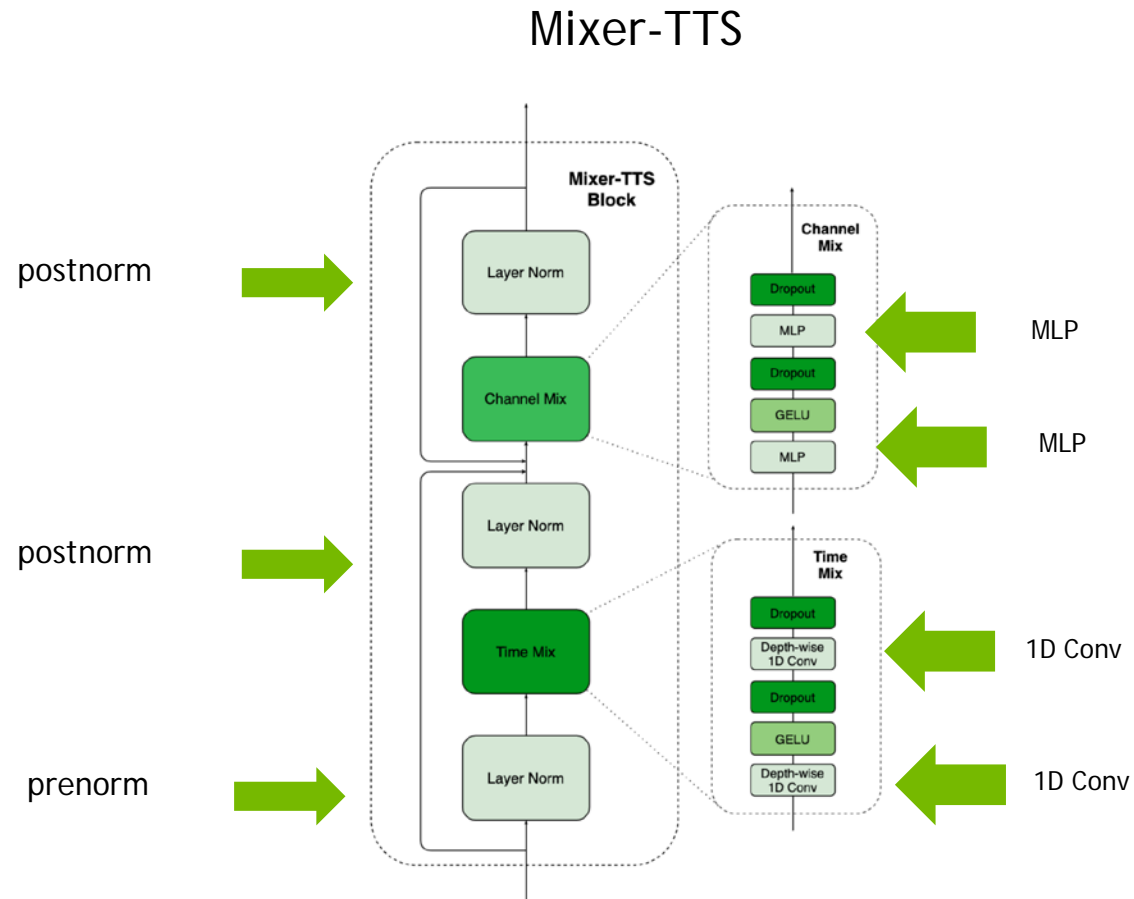 Mixer-TTS
postnorm
postnorm
prenorm
Mixer-TTS
Block
Layer Norm
Channel Mix
Layer Norm
Time Mix
Layer Norm
Channel
Mix
Dropout
MLP
Dropout
GELU
MLP
Time
Mix
Dropout
Depth-wise
1D Conv
Dropout
GELU
Depth-wise
1D Conv
MLP
MLP
1D Conv
1D Conv